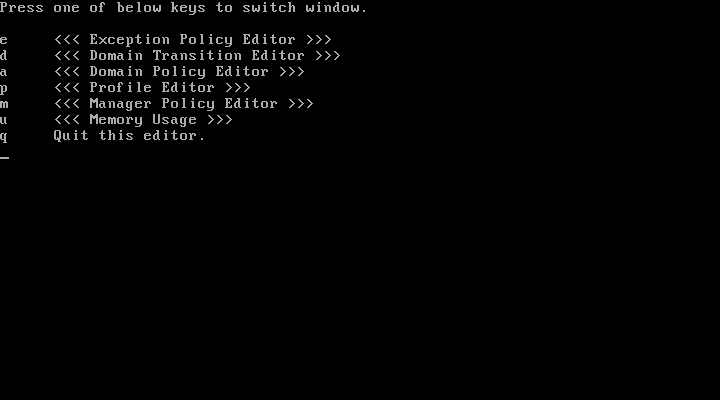 Press one of below keys to switch window.
e     <<< Exception Policy Editor >>>
d     <<< Domain Transition Editor >>>
a     <<< Domain Policy Editor >>>
p     <<< Profile Editor >>>
m     <<< Manager Policy Editor >>>
u     <<< Memory Usage >>>
q     Quit this editor.